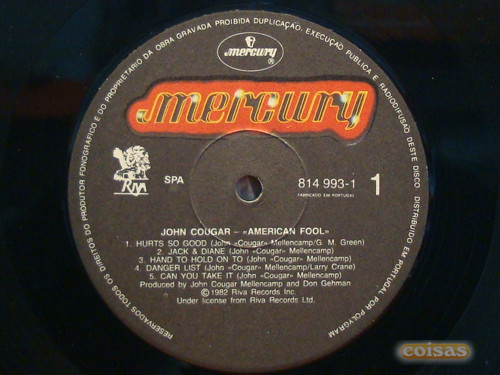 RESERVADOS TODOS OS DIREITOS DO PRODUTOR FONOGRÁFICO E DO PROPRIETARIO DA OBRA GRAVADA PROIBIDA DUPLICAÇÃO, EXECUÇÃO PUBLICA E RADIODIFUSÃO DESTE DISCO DISTRIBUIDO EM PORTUGAL POR POLYGRAM
mercury
®
mercury
RIVA
SPA
814 993-1
1
FABRICADO EM PORTUGAL
JOHN COUGAR - «AMERICAN FOOL»
1. HURTS SO GOOD (John «Cougar» Mellencamp/G. M. Green)
2. JACK & DIANE (John «Cougar» Mellencamp)
3. HAND TO HOLD ON TO (John «Cougar» Mellencamp)
4. DANGER LIST (John «Cougar» Mellencamp/Larry Crane)
5. CAN YOU TAKE IT (John «Cougar» Mellencamp)
Produced by John Cougar Mellencamp and Don Gehman
©1982 Riva Records Inc.
Under license from Riva Records Ltd.
coisas